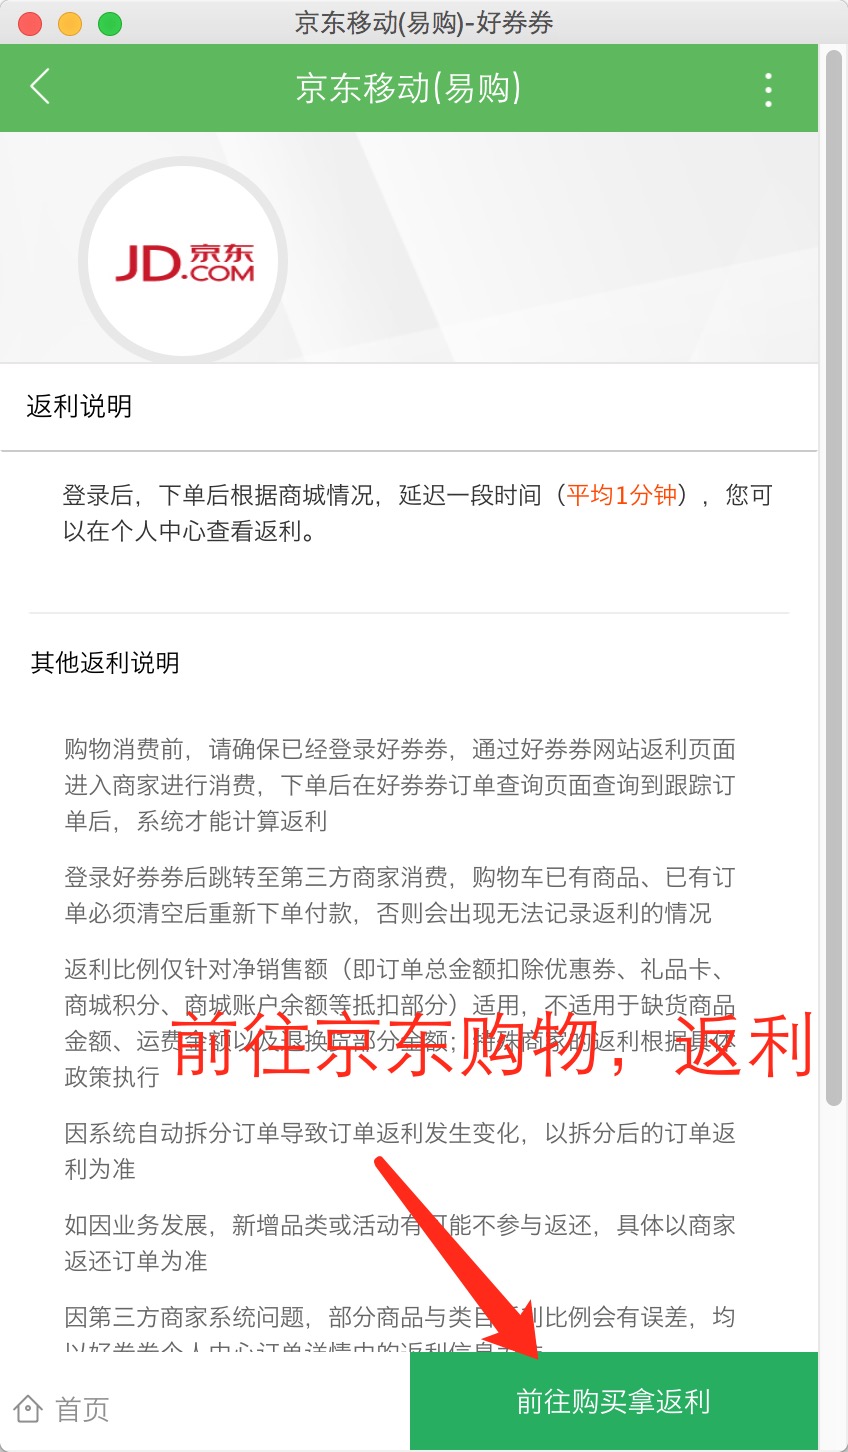 京东移动(易购)-好券券
京东移动(易购)
JD.京东
.COM
返利说明
登录后，下单后根据商城情况，延迟一段时间（平均1分钟），您可
以在个人中心查看返利。
其他返利说明
购物消费前，请确保已经登录好券券，通过好券券网站返利页面
进入商家进行消费，下单后在好券券订单查询页面查询到跟踪订
单后，系统才能计算返利
登录好券券后跳转至第三方商家消费，购物车已有商品、已有订
单必须清空后重新下单付款，否则会出现无法记录返利的情况
返利比例仅针对净销售额（即订单总金额扣除优惠券、礼品卡、
商城积分、商城账户余额等抵扣部分）适用，不适用于缺货商品
金额、运费金额以及退换货部分金额；特殊商家的返利根据具体
政策执行
前往京东购物，返利
因系统自动拆分订单导致订单返利发生变化，以拆分后的订单返
利为准
如因业务发展，新增品类或活动有可能不参与返还，具体以商家
返还订单为准
因第三方商家系统问题，部分商品与类目返利比例会有误差，均
以好券券个人中心订单详情中的返利信息
首页
前往购买拿返利